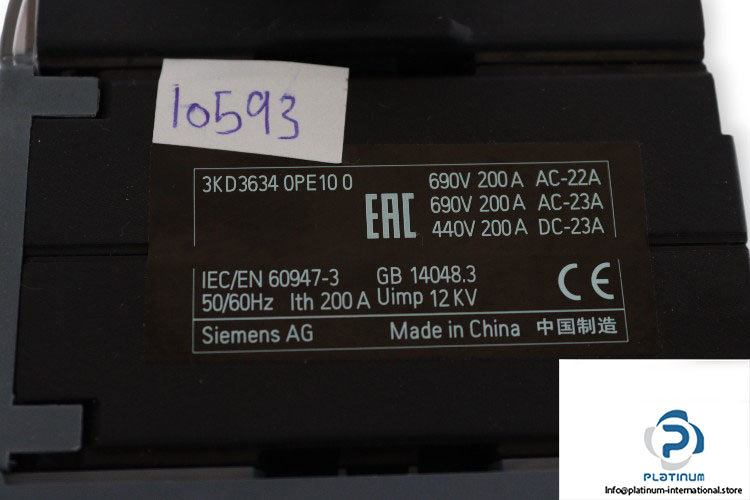 10593
3KD3634 0PE10 0
690V 200A AC-22A
690V 200A AC-23A
440V 200A DC-23A
EAC
IEC/EN 60947-3 GB 14048.3
50/60Hz Ith 200A Uimp 12KV
CE
Siemens AG Made in China 中国制造
PLATINUM
Info@platinum-international.store